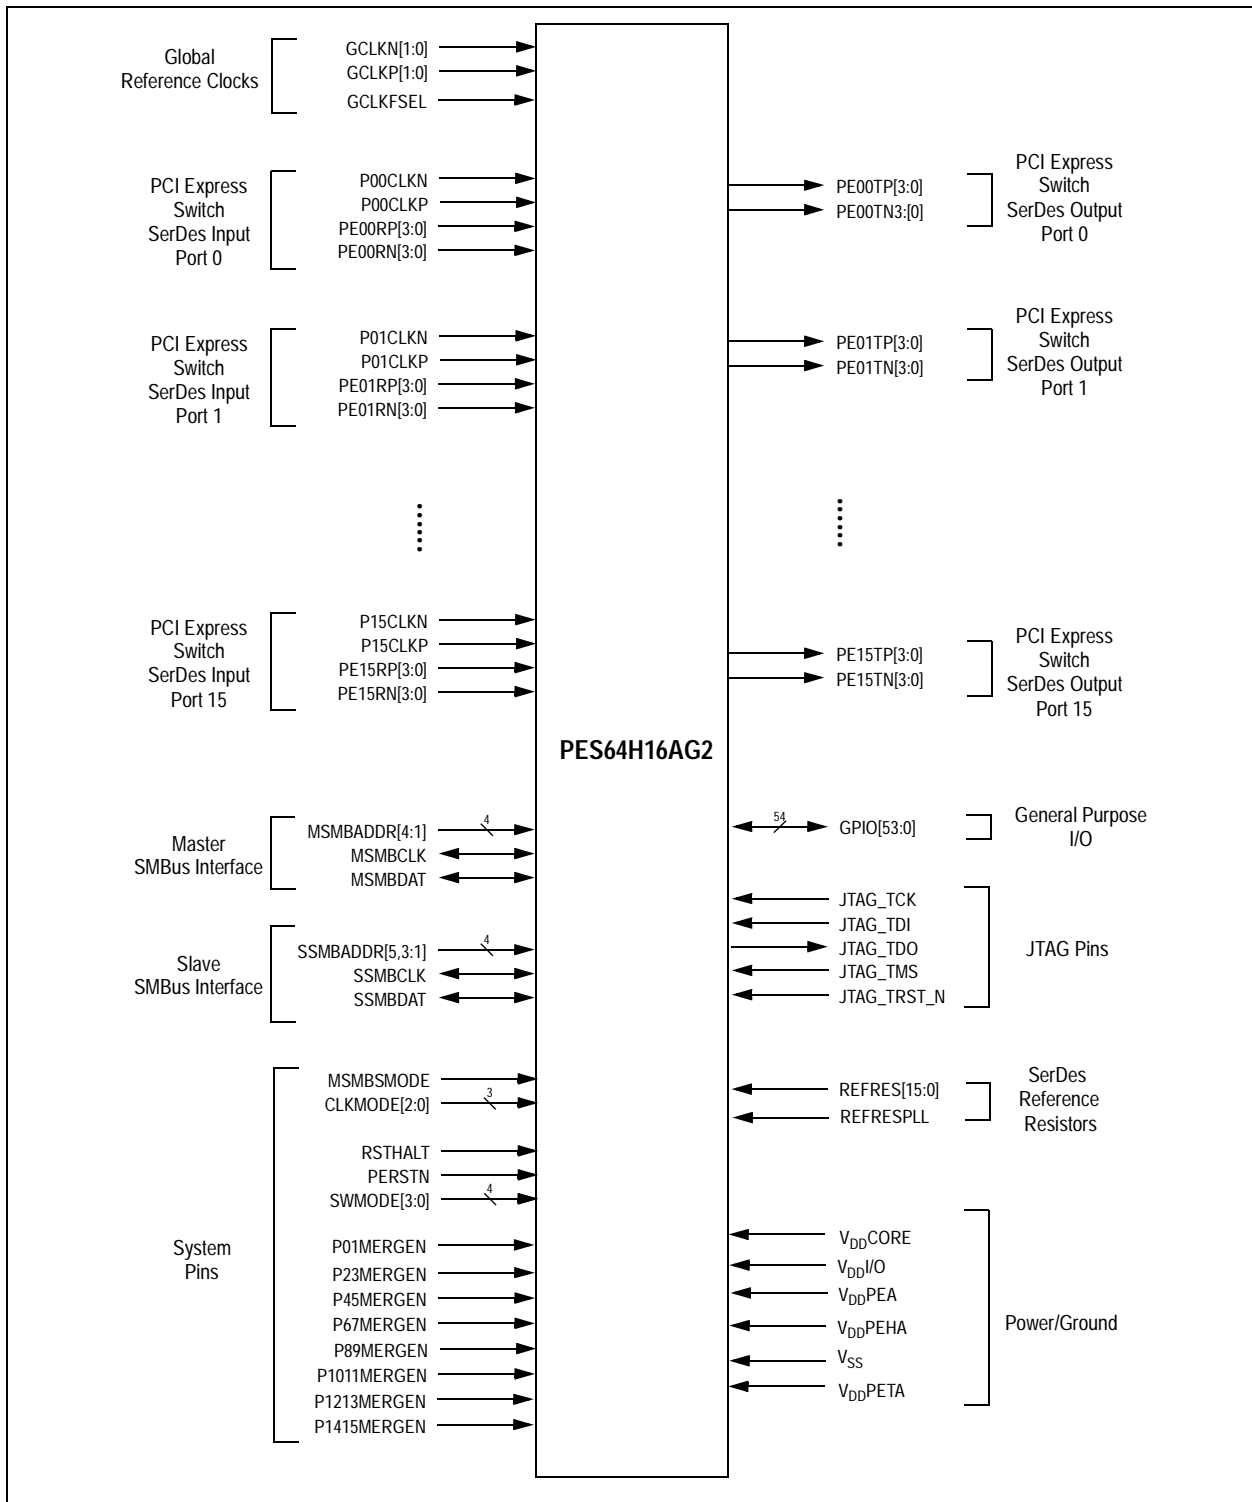 Global
Reference Clocks
GCLKN[1:0]
GCLKP[1:0]
GCLKFSEL
PCI Express
Switch
SerDes Input
Port 0
P00CLKN
P00CLKP
PE00RP[3:0]
PE00RN[3:0]
PE00TP[3:0]
PE00TN3:[0]
PCI Express
Switch
SerDes Output
Port 0
PCI Express
Switch
SerDes Input
Port 1
P01CLKN
P01CLKP
PE01RP[3:0]
PE01RN[3:0]
PE01TP[3:0]
PE01TN[3:0]
PCI Express
Switch
SerDes Output
Port 1
PCI Express
Switch
SerDes Input
Port 15
P15CLKN
P15CLKP
PE15RP[3:0]
PE15RN[3:0]
PE15TP[3:0]
PE15TN[3:0]
PCI Express
Switch
SerDes Output
Port 15
PES64H16AG2
Master
SMBus Interface
MSMBADDR[4:1]
4
MSMBCLK
MSMBDAT
54
GPIO[53:0]
General Purpose
I/O
Slave
SMBus Interface
SSMBADDR[5,3:1]
4
SSMBCLK
SSMBDAT
JTAG_TCK
JTAG_TDI
JTAG_TDO
JTAG_TMS
JTAG_TRST_N
JTAG Pins
System
Pins
MSMBSMODE
CLKMODE[2:0]
3
RSTHALT
PERSTN
SWMODE[3:0]
4
P01MERGEN
P23MERGEN
P45MERGEN
P67MERGEN
P89MERGEN
P1011MERGEN
P1213MERGEN
P1415MERGEN
REFRES[15:0]
REFRESPLL
SerDes
Reference
Resistors
VDDCORE
VDDI/O
VDDPEA
VDDPEHA
VSS
VDDPETA
Power/Ground